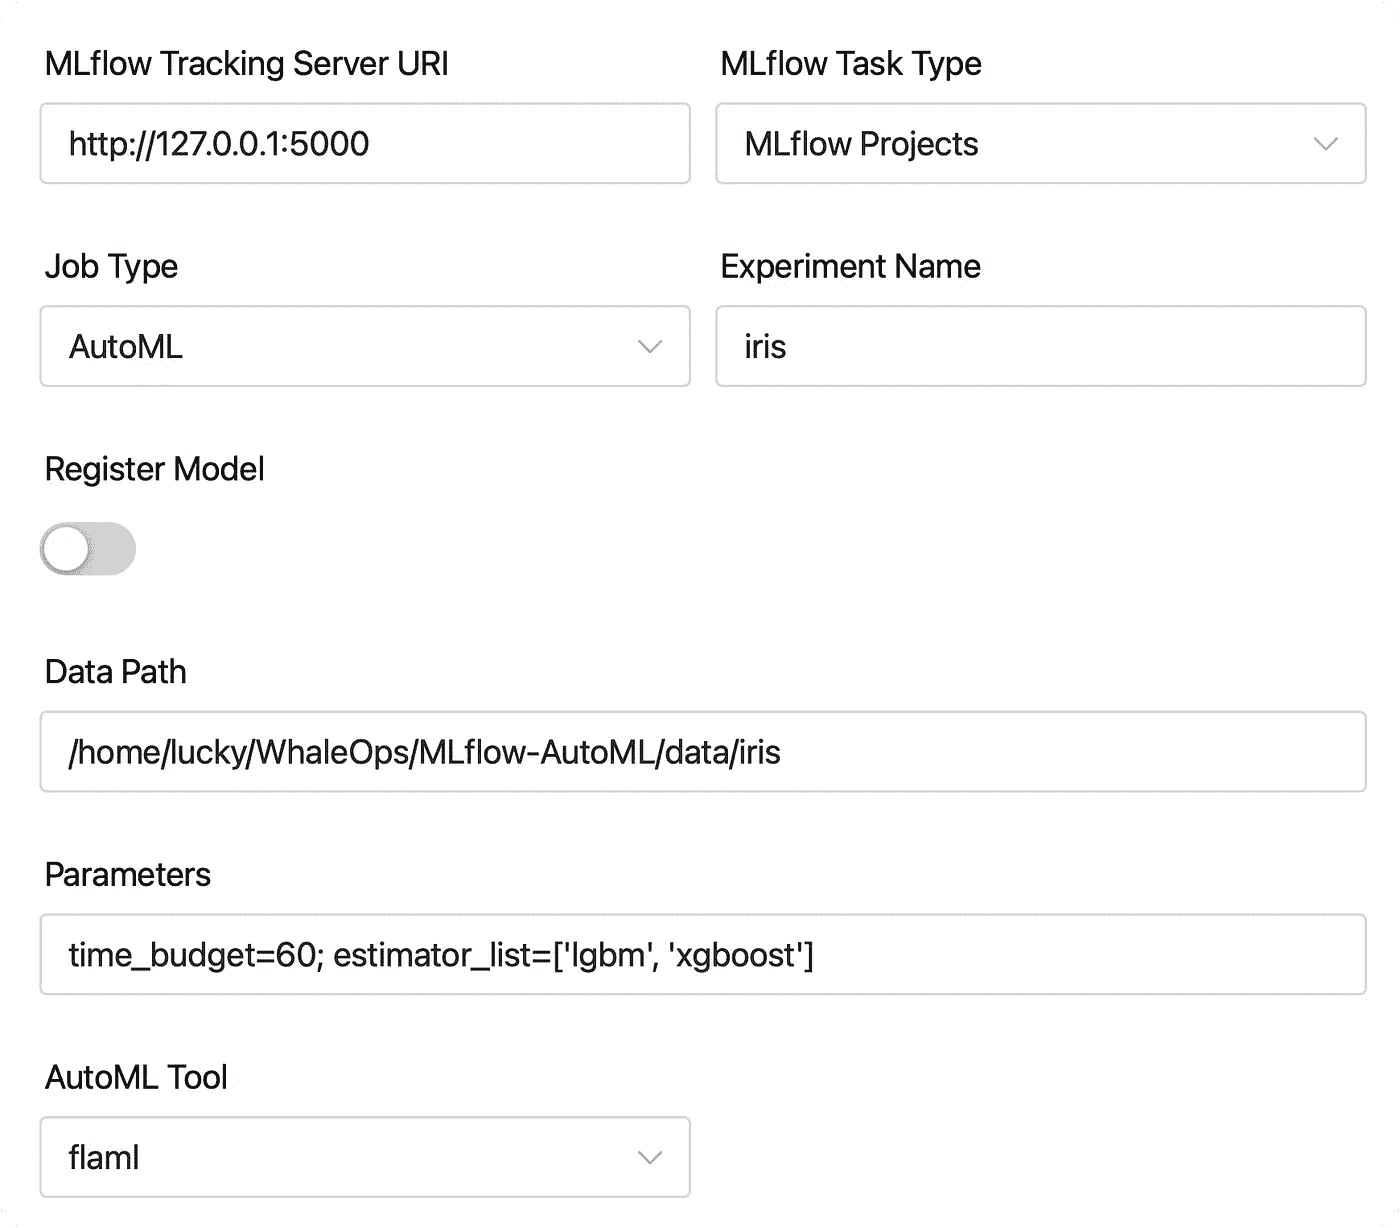 MLflow Tracking Server URI
MLflow Task Type
http://127.0.0.1:5000
MLflow Projects
Job Type
Experiment Name
AutoML
iris
Register Model
Data Path
/home/lucky/WhaleOps/MLflow-AutoML/data/iris
Parameters
time_budget=60; estimator_list=['lgbm', 'xgboost']
AutoML Tool
flaml